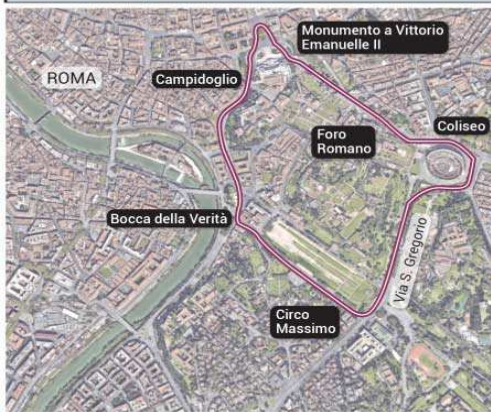 Monumento a Vittorio
Emanuelle II
ROMA
Campidoglio
Coliseo
Foro
Romano
Bocca della Verità
Via S. Gregorio
Circo
Massimo